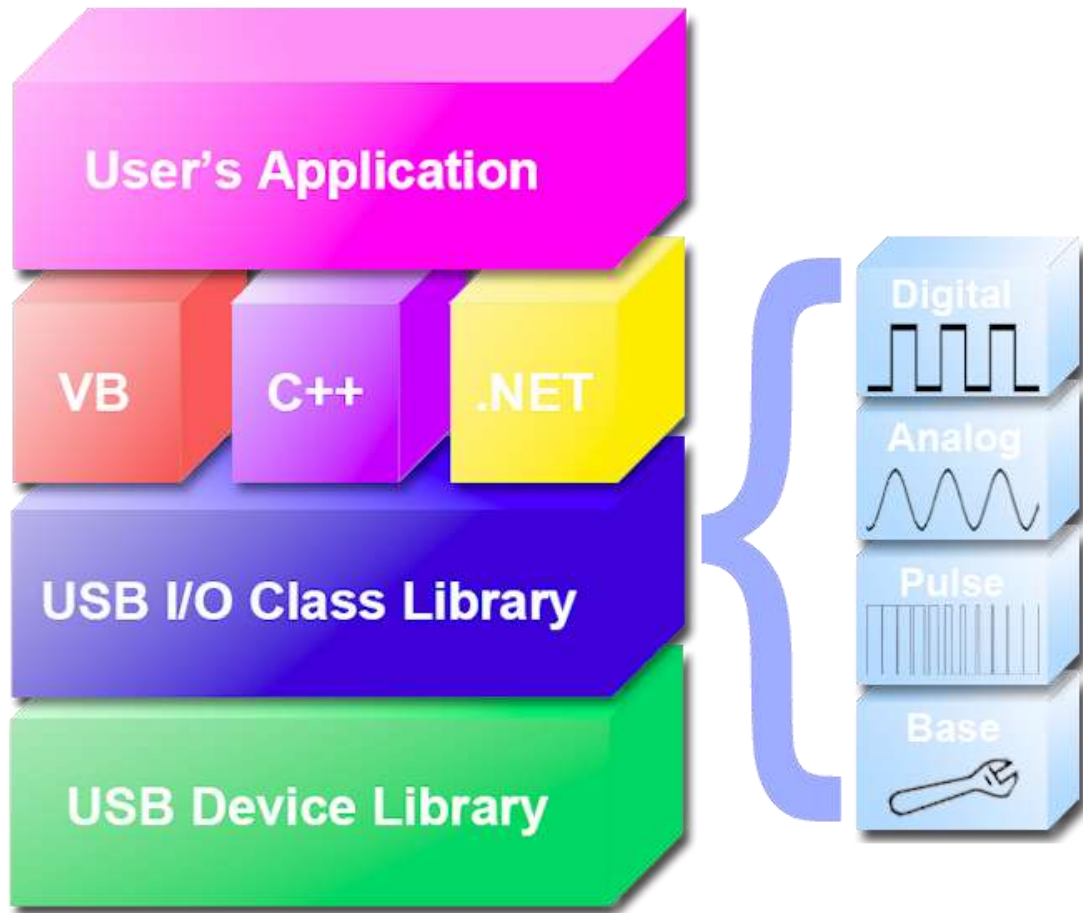 User’s Application
VB
C++
.NET
USB I/O Class Library
USB Device Library
Digital
Analog
Pulse
Base